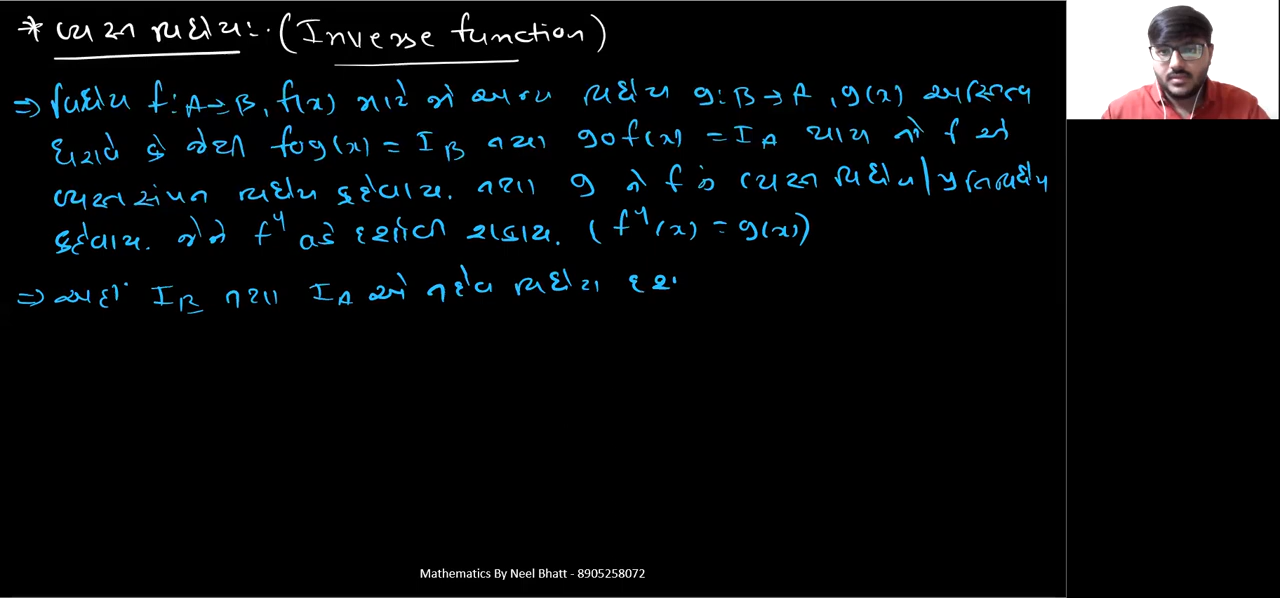 * વ્યસ્ત વિધેય:- (Inverse function)
⇒ વિધેય f:A→B, f(x) માટે જો અન્ય વિધેય g:B→A, g(x) અસ્તિત્વ
ધરાવે કે જેથી fog(x) = I_B તથા gof(x) = I_A થાય તો f એ
વ્યસ્ત સંપન્ન વિધેય કહેવાય. તથા g ને f નું વ્યસ્ત વિધેય/પ્રતિવિધેય
કહેવાય. જેને f⁻¹ વડે દર્શાવી શકાય. (f⁻¹(x) = g(x))
⇒ અહીં I_B તથા I_A એ તદેવ વિધેય
Mathematics By Neel Bhatt - 8905258072